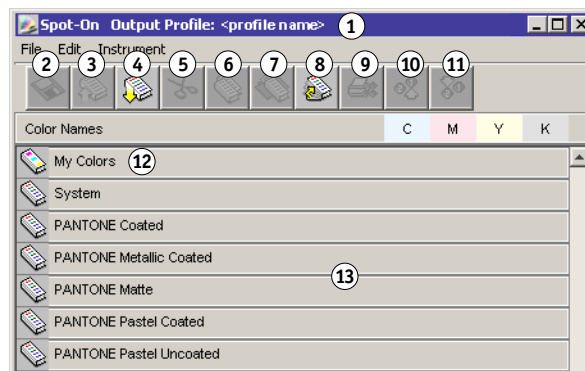 Spot-On Output Profile: <profile name> 1
File Edit Instrument
2 3 4 5 6 7 8 9 10 11
Color Names C M Y K
My Colors 12
System
PANTONE Coated
PANTONE Metallic Coated
13
PANTONE Matte
PANTONE Pastel Coated
PANTONE Pastel Uncoated